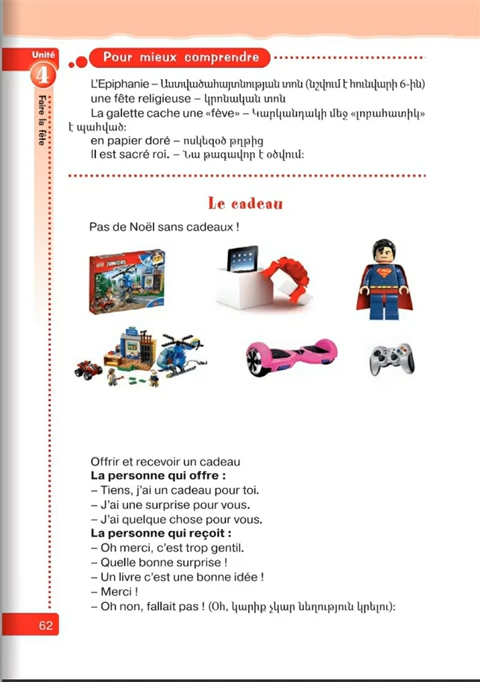 Unité
4
Faire la fête
Pour mieux comprendre
L'Epiphanie – Աստվածահայտնության տոն (նշվում է հունվարի 6-ին)
une fête religieuse – կրոնական տոն
La galette cache une «fève» – Կարկանդակի մեջ «լոբահատիկ»
է պահված:
en papier doré – ոսկեզօծ թղթից
Il est sacré roi. – Նա թագավոր է օծվում:
Le cadeau
Pas de Noël sans cadeaux !
JUNIORS
Offrir et recevoir un cadeau
La personne qui offre :
– Tiens, j'ai un cadeau pour toi.
– J'ai une surprise pour vous.
– J'ai quelque chose pour vous.
La personne qui reçoit :
– Oh merci, c'est trop gentil.
– Quelle bonne surprise !
– Un livre c'est une bonne idée !
– Merci !
– Oh non, fallait pas ! (Օհ, կարիք չկար նեղություն կրելու):
62